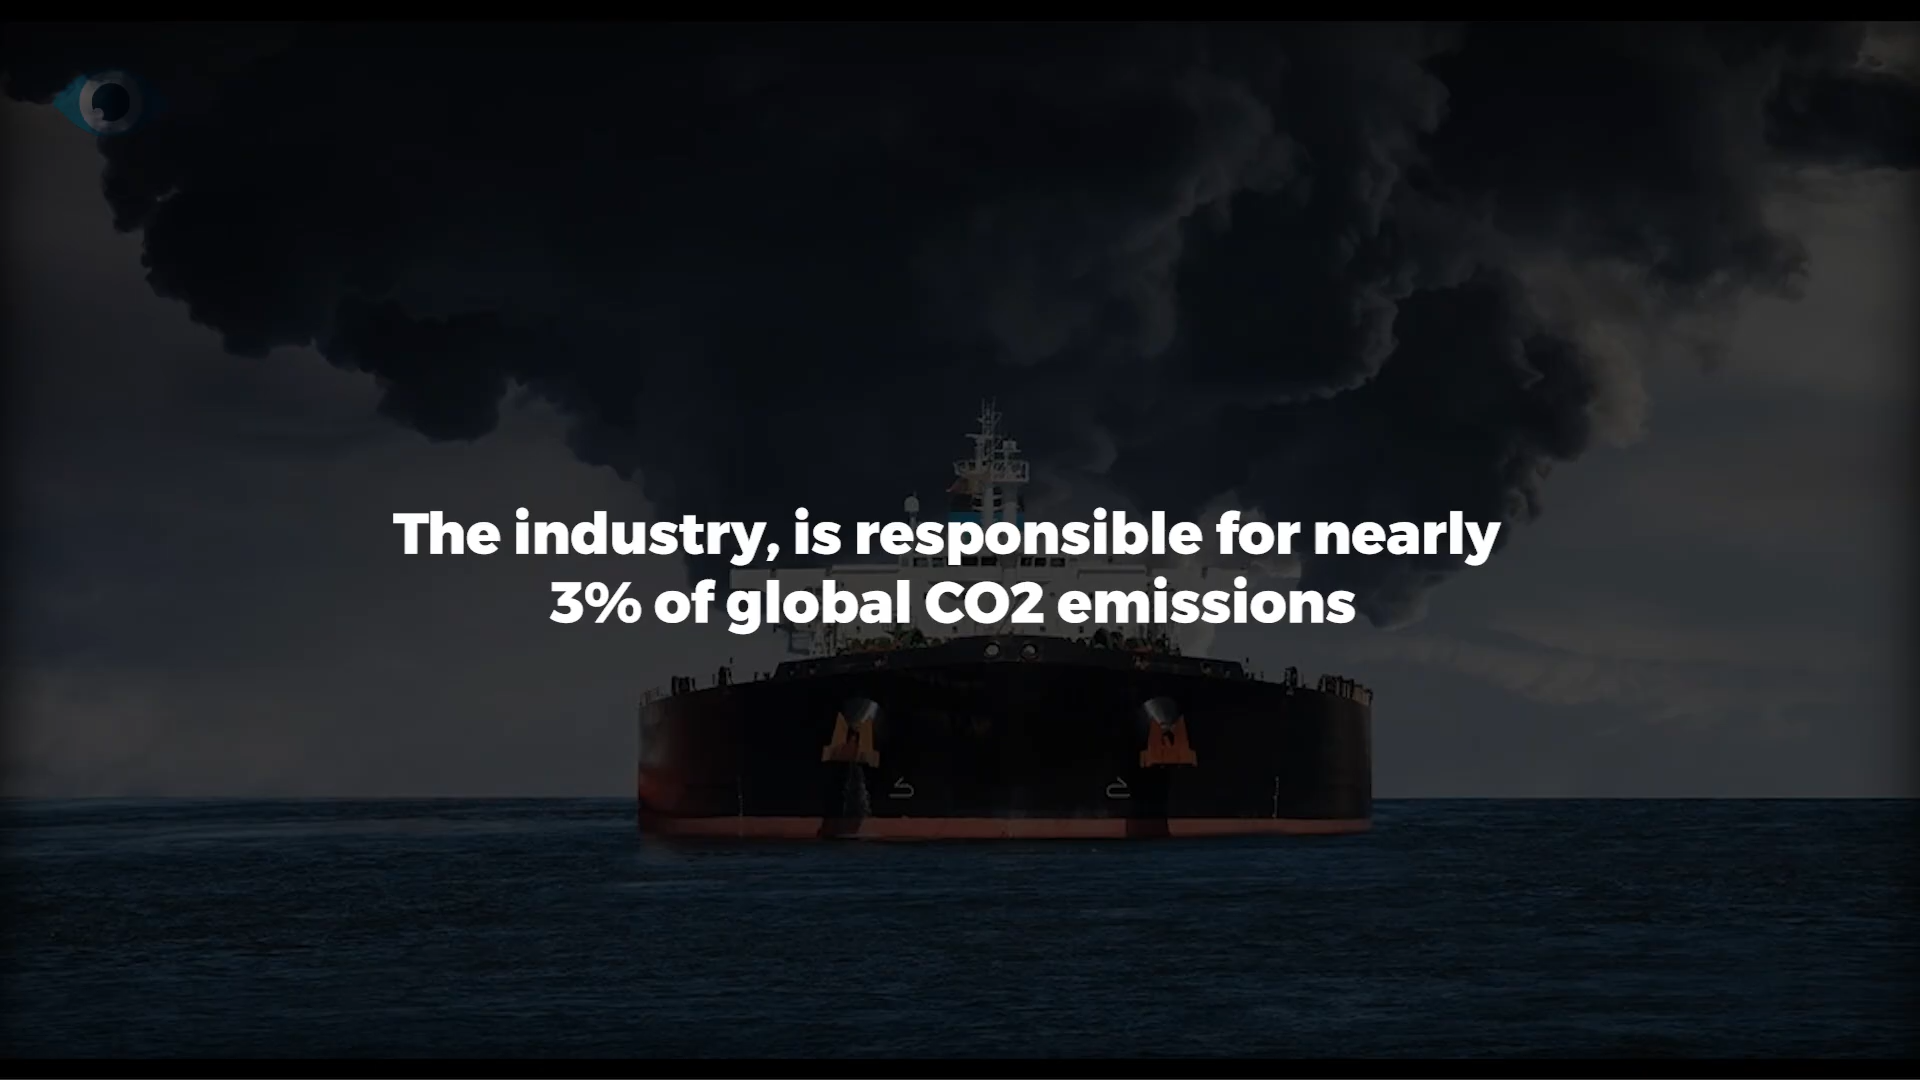 The industry, is responsible for nearly
3% of global CO2 emissions